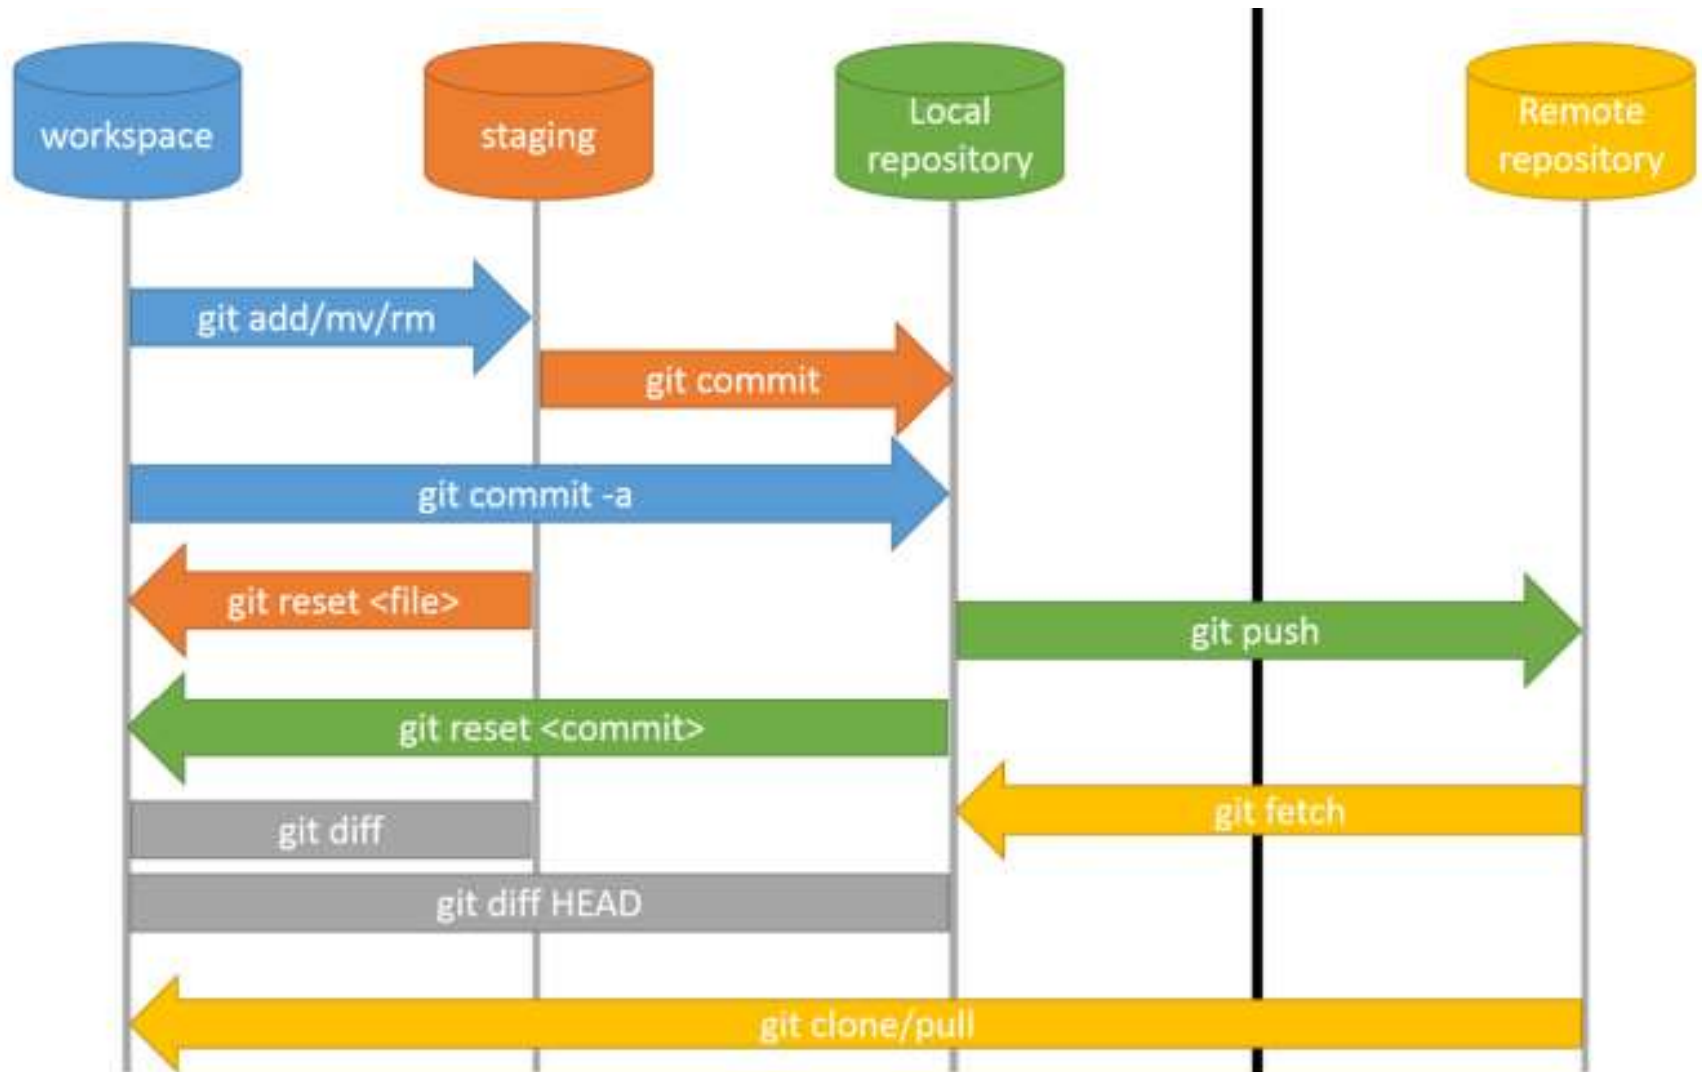 workspace
staging
Local
repository
Remote
repository
git add/mv/rm
git commit
git commit -a
git reset <file>
git push
git reset <commit>
git fetch
git diff
git diff HEAD
git clone/pull